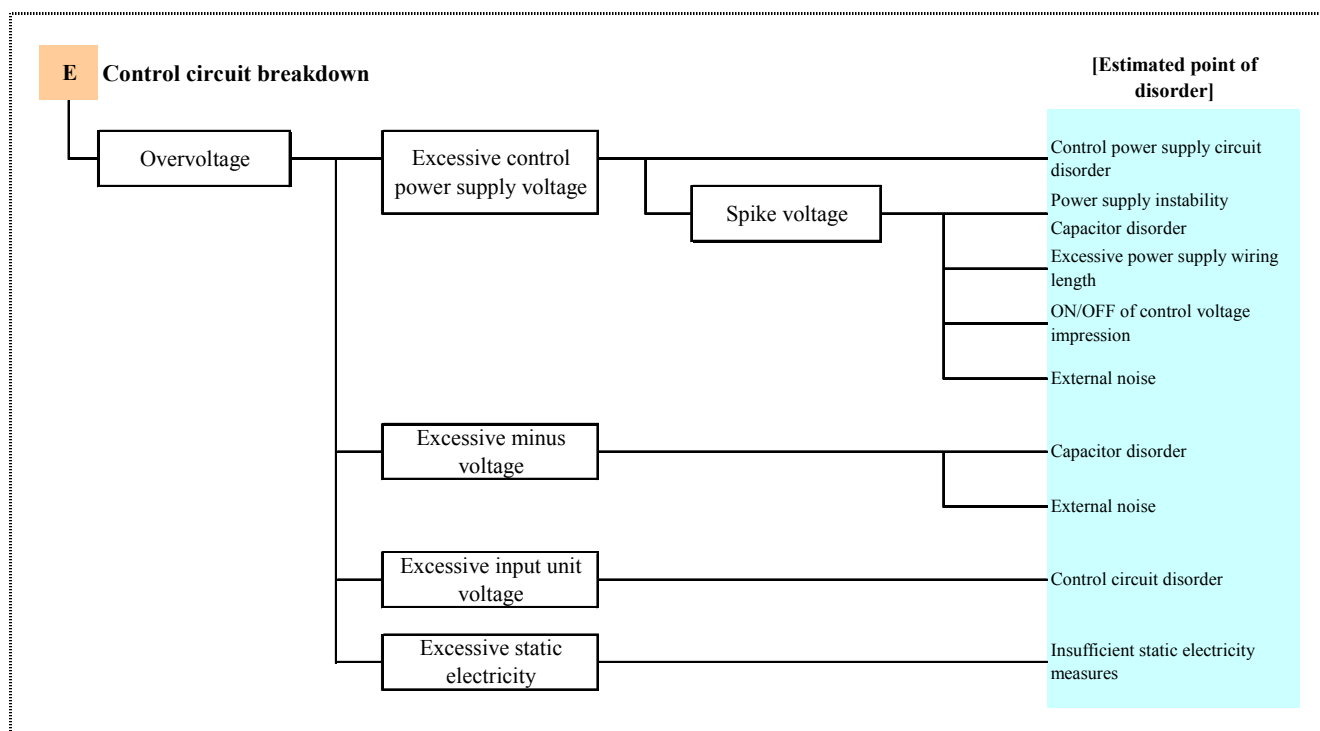 E Control circuit breakdown
[Estimated point of
disorder]
Overvoltage
Excessive control
power supply voltage
Control power supply circuit
disorder
Spike voltage
Power supply instability
Capacitor disorder
Excessive power supply wiring
length
ON/OFF of control voltage
impression
External noise
Excessive minus
voltage
Capacitor disorder
External noise
Excessive input unit
voltage
Control circuit disorder
Excessive static
electricity
Insufficient static electricity
measures